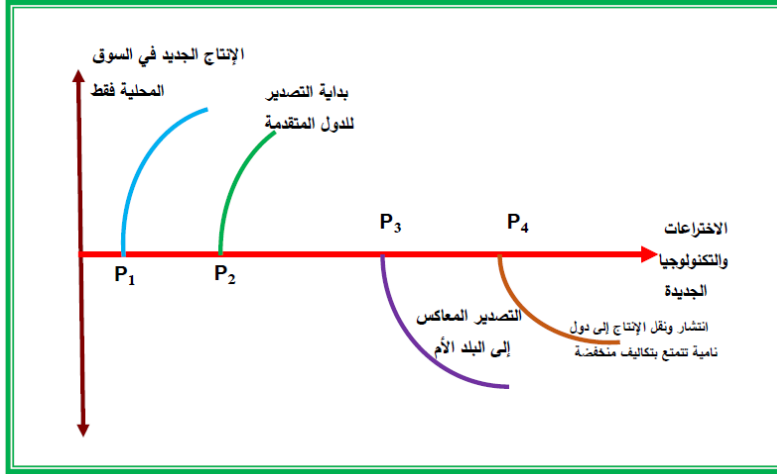 الإنتاج الجديد في السوق
المحلية فقط
بداية التصدير
للدول المتقدمة
P1
P2
P3
P4
الاختراعات
والتكنولوجيا
الجديدة
التصدير المعاكس
إلى البلد الأم
انتشار ونقل الإنتاج إلى دول
نامية تتمتع بتكاليف منخفضة